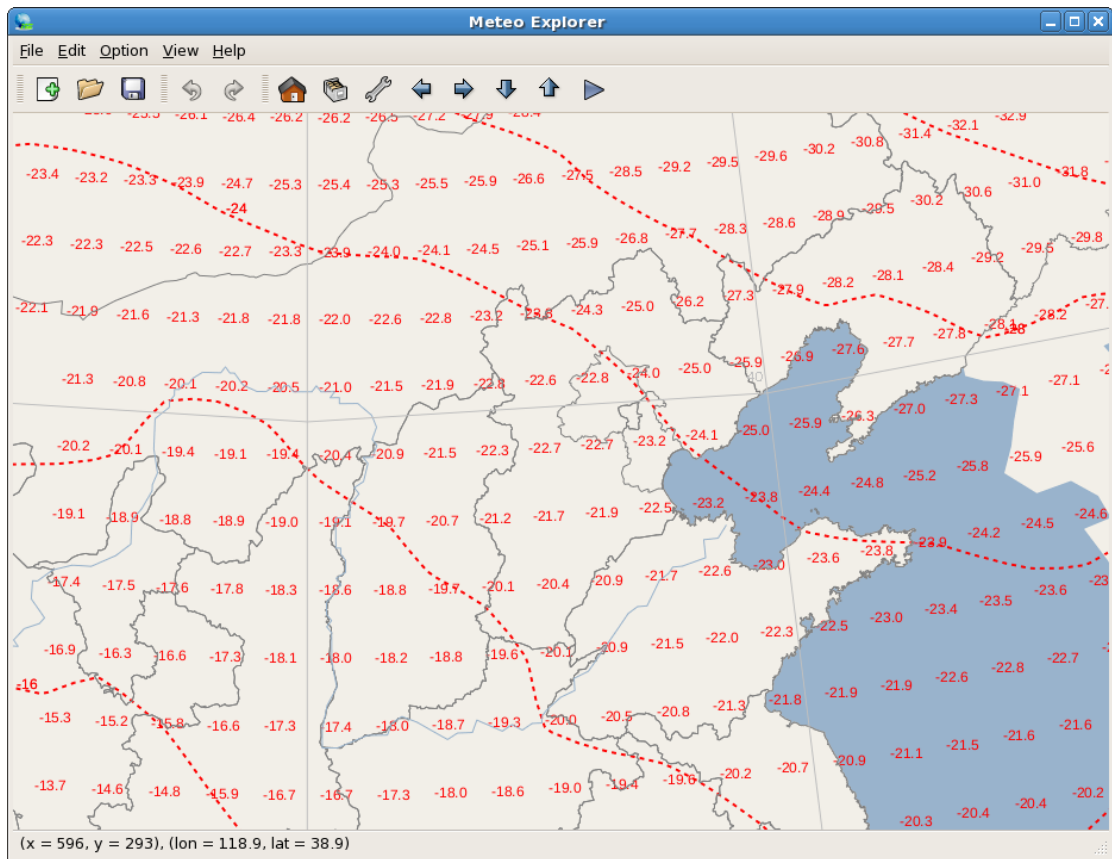 Meteo Explorer
File Edit Option View Help
-26.1 -26.4 -26.2 -26.2 -26.5 -27.2 -27.9 -31.4 -32.1 -32.9
-23.4 -23.2 -23.3 -23.9 -24.7 -25.3 -25.4 -25.3 -25.5 -25.9 -26.6 -27.5 -28.5 -29.2 -29.5 -29.6 -30.2 -30.8
-24 -28.3 -28.6 -28.9 -29.5 -30.2 -30.6 -31.0 -31.8
-22.3 -22.3 -22.5 -22.6 -22.7 -23.3 -23.9 -24.0 -24.1 -24.5 -25.1 -25.9 -26.8 -27.7
-27.3 -27.9 -28.2 -28.1 -28.4 -29.2 -29.5 -29.8
-22.1 -21.9 -21.6 -21.3 -21.8 -21.8 -22.0 -22.6 -22.8 -23.2 -23.8 -24.3 -25.0 -26.2
-25.9 -26.9 -27.6 -27.7 -27.8 -28.1 -28 -28.2
-21.3 -20.8 -20.1 -20.2 -20.5 -21.0 -21.5 -21.9 -22.8 -22.6 -22.8 -24.0 -25.0
40
-25.0 -25.9 -26.3 -27.0 -27.3 -27.1 -27.1
-20.2 -20.1 -19.4 -19.1 -19.4 -20.4 -20.9 -21.5 -22.3 -22.7 -22.7 -23.2 -24.1
-23.2 -23.8 -24.4 -24.8 -25.2 -25.8 -25.9 -25.6
-19.1 18.9 -18.8 -18.9 -19.0 -19.1 -19.7 -20.7 -21.2 -21.7 -21.9 -22.5
-23.0 -23.6 -23.8 -23.9 -24.2 -24.5 -24.6
-17.4 -17.5 -17.6 -17.8 -18.3 -18.6 -18.8 -19.7 -20.1 -20.4 -20.9 -21.7 -22.6
-22.3 -22.5 -23.0 -23.4 -23.5 -23.6
-16.9 -16.3 -16.6 -17.3 -18.1 -18.0 -18.2 -18.8 -19.6 -20.1 -20.9 -21.5 -22.0
-16 -21.8 -21.9 -21.9 -22.6 -22.8 -22.7
-15.3 -15.2 -15.8 -16.6 -17.3 -17.4 -18.0 -18.7 -19.3 -20.0 -20.5 -20.8 -21.3
-20.9 -21.1 -21.5 -21.6 -21.6
-13.7 -14.6 -14.8 -15.9 -16.7 -16.7 -17.3 -18.0 -18.6 -19.0 -19.4 -19.6 -20.2 -20.7
-20.3 -20.4 -20.4 -20.2
(x = 596, y = 293), (lon = 118.9, lat = 38.9)